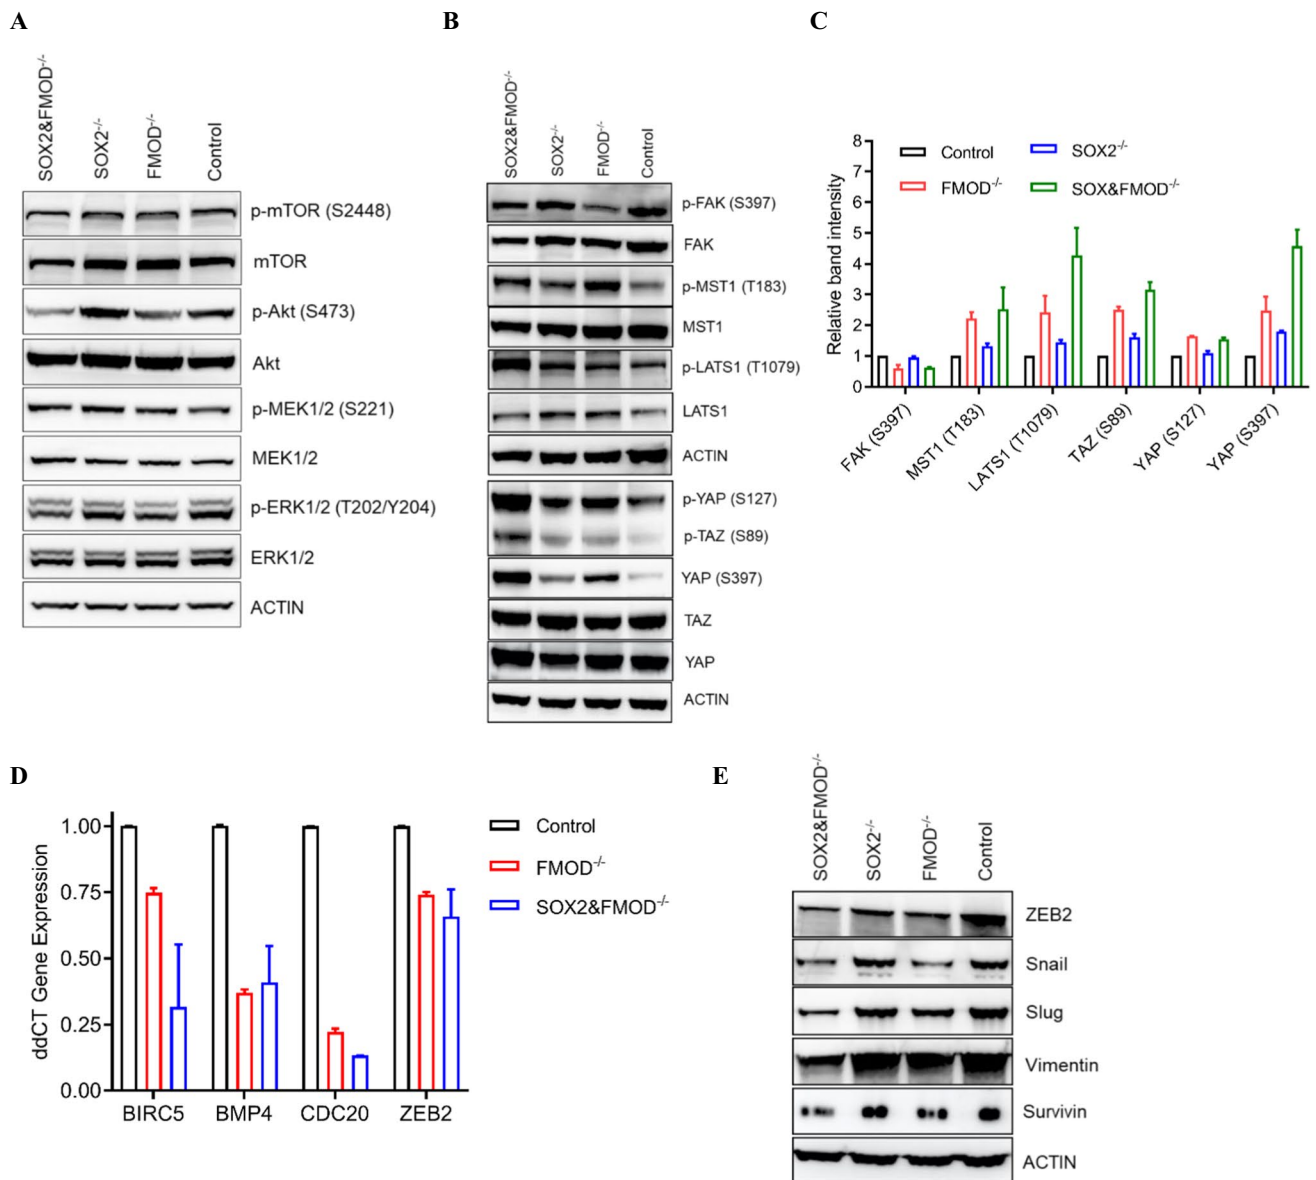 A
SOX2&FMOD-/-
SOX2-/-
FMOD-/-
Control
p-mTOR (S2448)
mTOR
p-Akt (S473)
Akt
p-MEK1/2 (S221)
MEK1/2
p-ERK1/2 (T202/Y204)
ERK1/2
ACTIN
B
SOX2&FMOD-/-
SOX2-/-
FMOD-/-
Control
p-FAK (S397)
FAK
p-MST1 (T183)
MST1
p-LATS1 (T1079)
LATS1
ACTIN
p-YAP (S127)
p-TAZ (S89)
YAP (S397)
TAZ
YAP
ACTIN
C
Relative band intensity
8
7
6
5
4
3
2
1
0
Control
FMOD-/-
SOX2-/-
SOX&FMOD-/-
FAK (S397)
MST1 (T183)
LATS1 (T1079)
TAZ (S89)
YAP (S127)
YAP (S397)
D
ddCT Gene Expression
1.00
0.75
0.50
0.25
0.00
BIRC5
BMP4
CDC20
ZEB2
Control
FMOD-/-
SOX2&FMOD-/-
E
SOX2&FMOD-/-
SOX2-/-
FMOD-/-
Control
ZEB2
Snail
Slug
Vimentin
Survivin
ACTIN